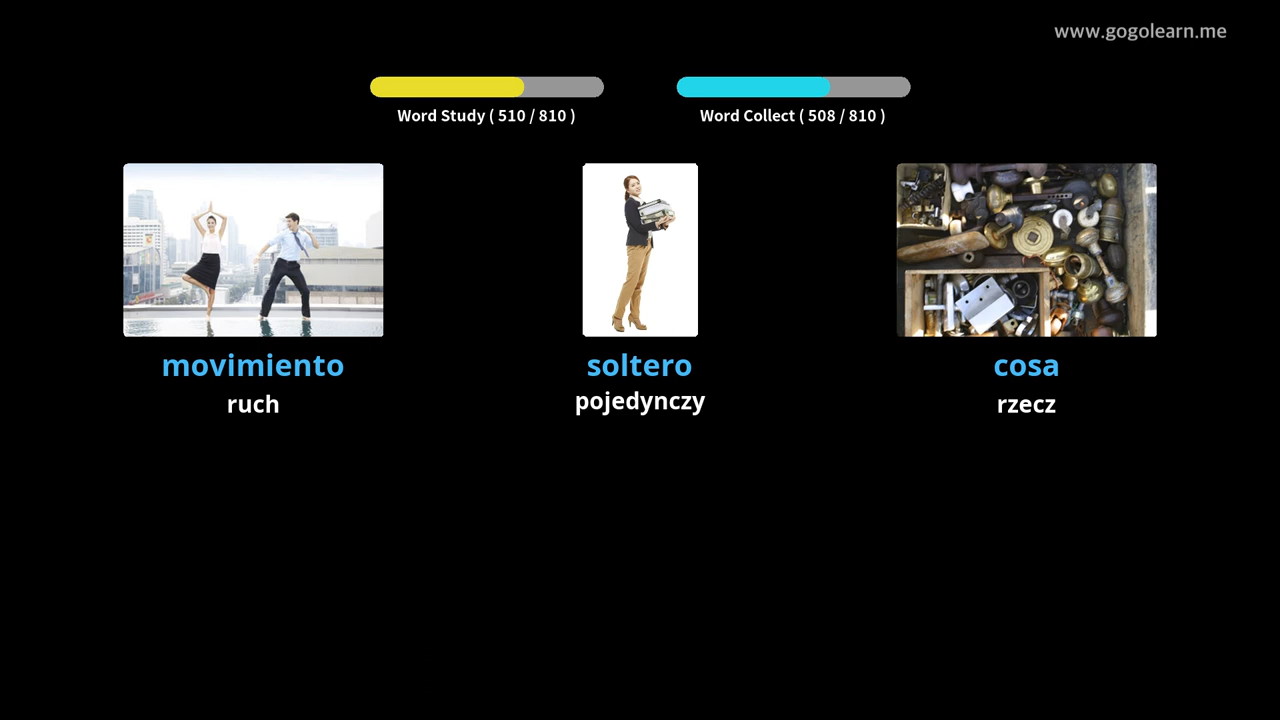 www.gogolearn.me
Word Study ( 510 / 810 )
Word Collect ( 508 / 810 )
movimiento
ruch
soltero
pojedynczy
cosa
rzecz